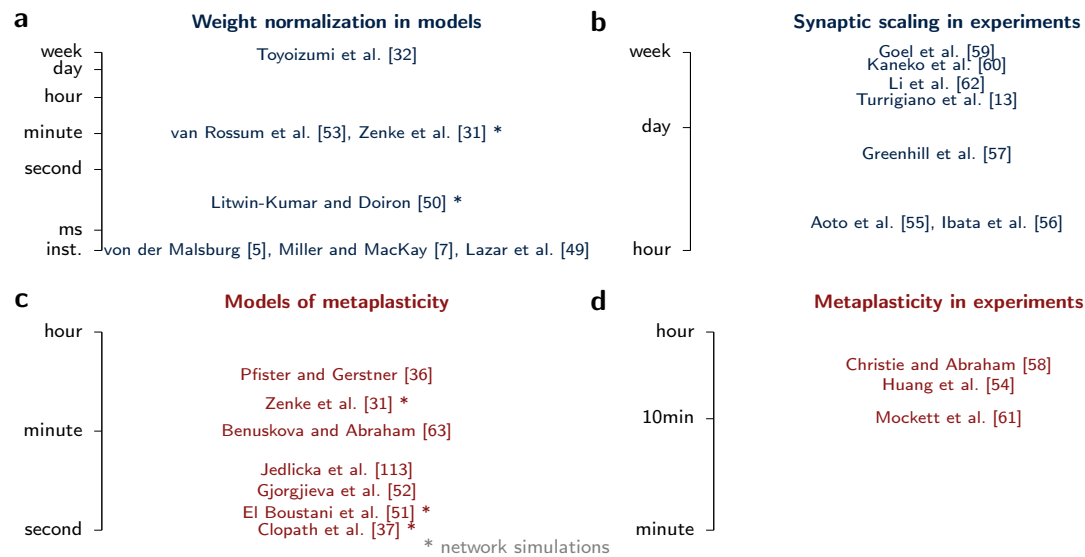 a Weight normalization in models
week
Toyoizumi et al. [32]
day
hour
minute
van Rossum et al. [53], Zenke et al. [31] *
second
Litwin-Kumar and Doiron [50] *
ms
inst.
von der Malsburg [5], Miller and MacKay [7], Lazar et al. [49]
b Synaptic scaling in experiments
week
Goel et al. [59]
Kaneko et al. [60]
Li et al. [62]
Turrigiano et al. [13]
day
Greenhill et al. [57]
Aoto et al. [55], Ibata et al. [56]
hour
c Models of metaplasticity
hour
Pfister and Gerstner [36]
Zenke et al. [31] *
minute
Benuskova and Abraham [63]
Jedlicka et al. [113]
Gjorgjieva et al. [52]
El Boustani et al. [51] *
second
Clopath et al. [37] *
* network simulations
d Metaplasticity in experiments
hour
Christie and Abraham [58]
Huang et al. [54]
10min
Mockett et al. [61]
minute